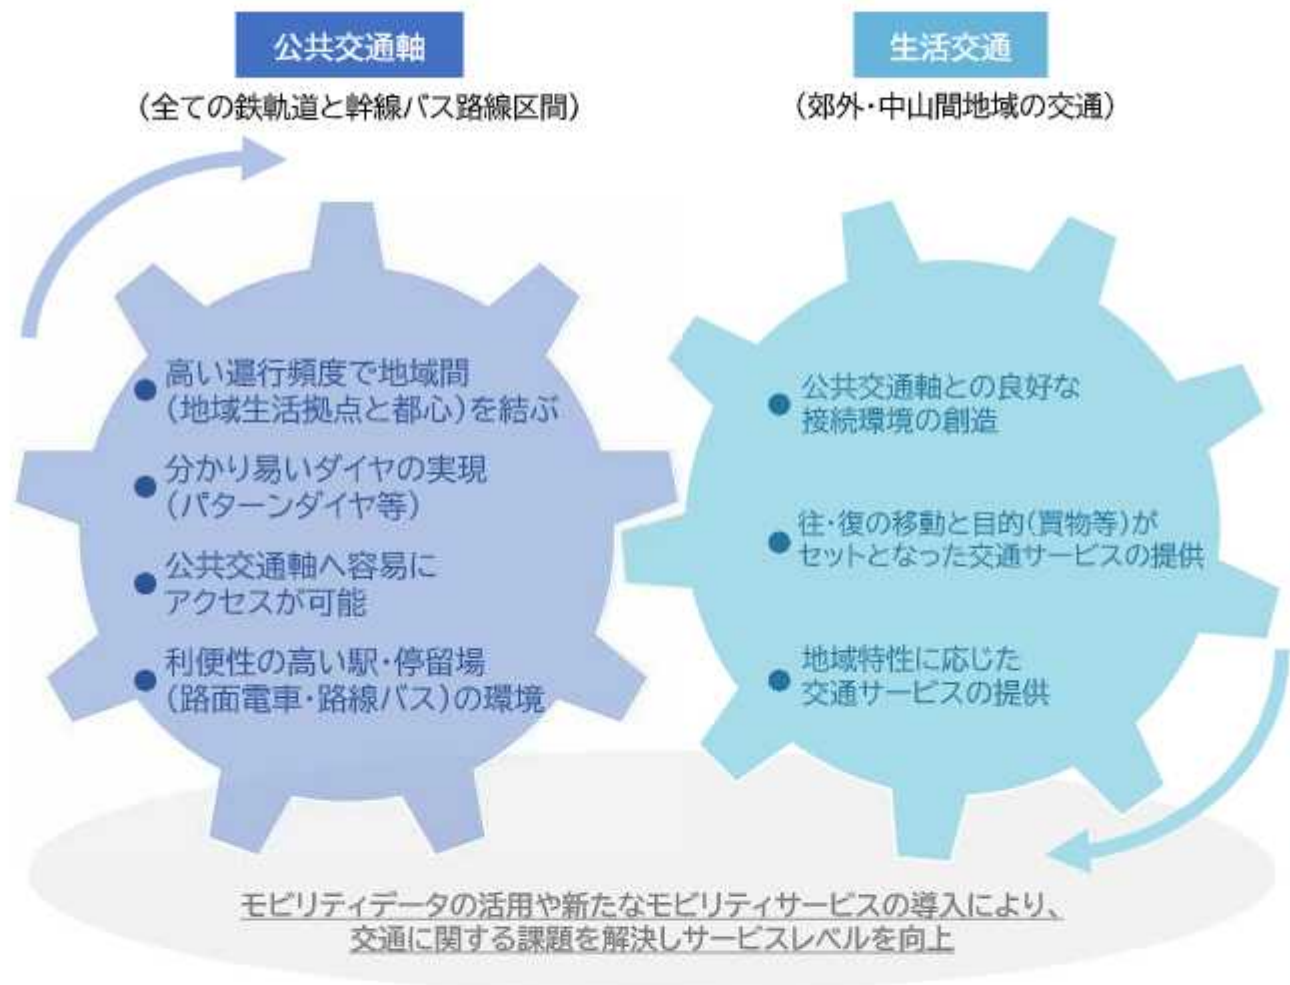 公共交通軸
（全ての鉄軌道と幹線バス路線区間）
高い運行頻度で地域間
（地域生活拠点と都心）を結ぶ
分かり易いダイヤの実現
（パターンダイヤ等）
公共交通軸へ容易に
アクセスが可能
利便性の高い駅・停留場
（路面電車・路線バス）の環境
生活交通
（郊外・中山間地域の交通）
公共交通軸との良好な
接続環境の創造
往・復の移動と目的（買物等）が
セットとなった交通サービスの提供
地域特性に応じた
交通サービスの提供
モビリティデータの活用や新たなモビリティサービスの導入により、
交通に関する課題を解決しサービスレベルを向上